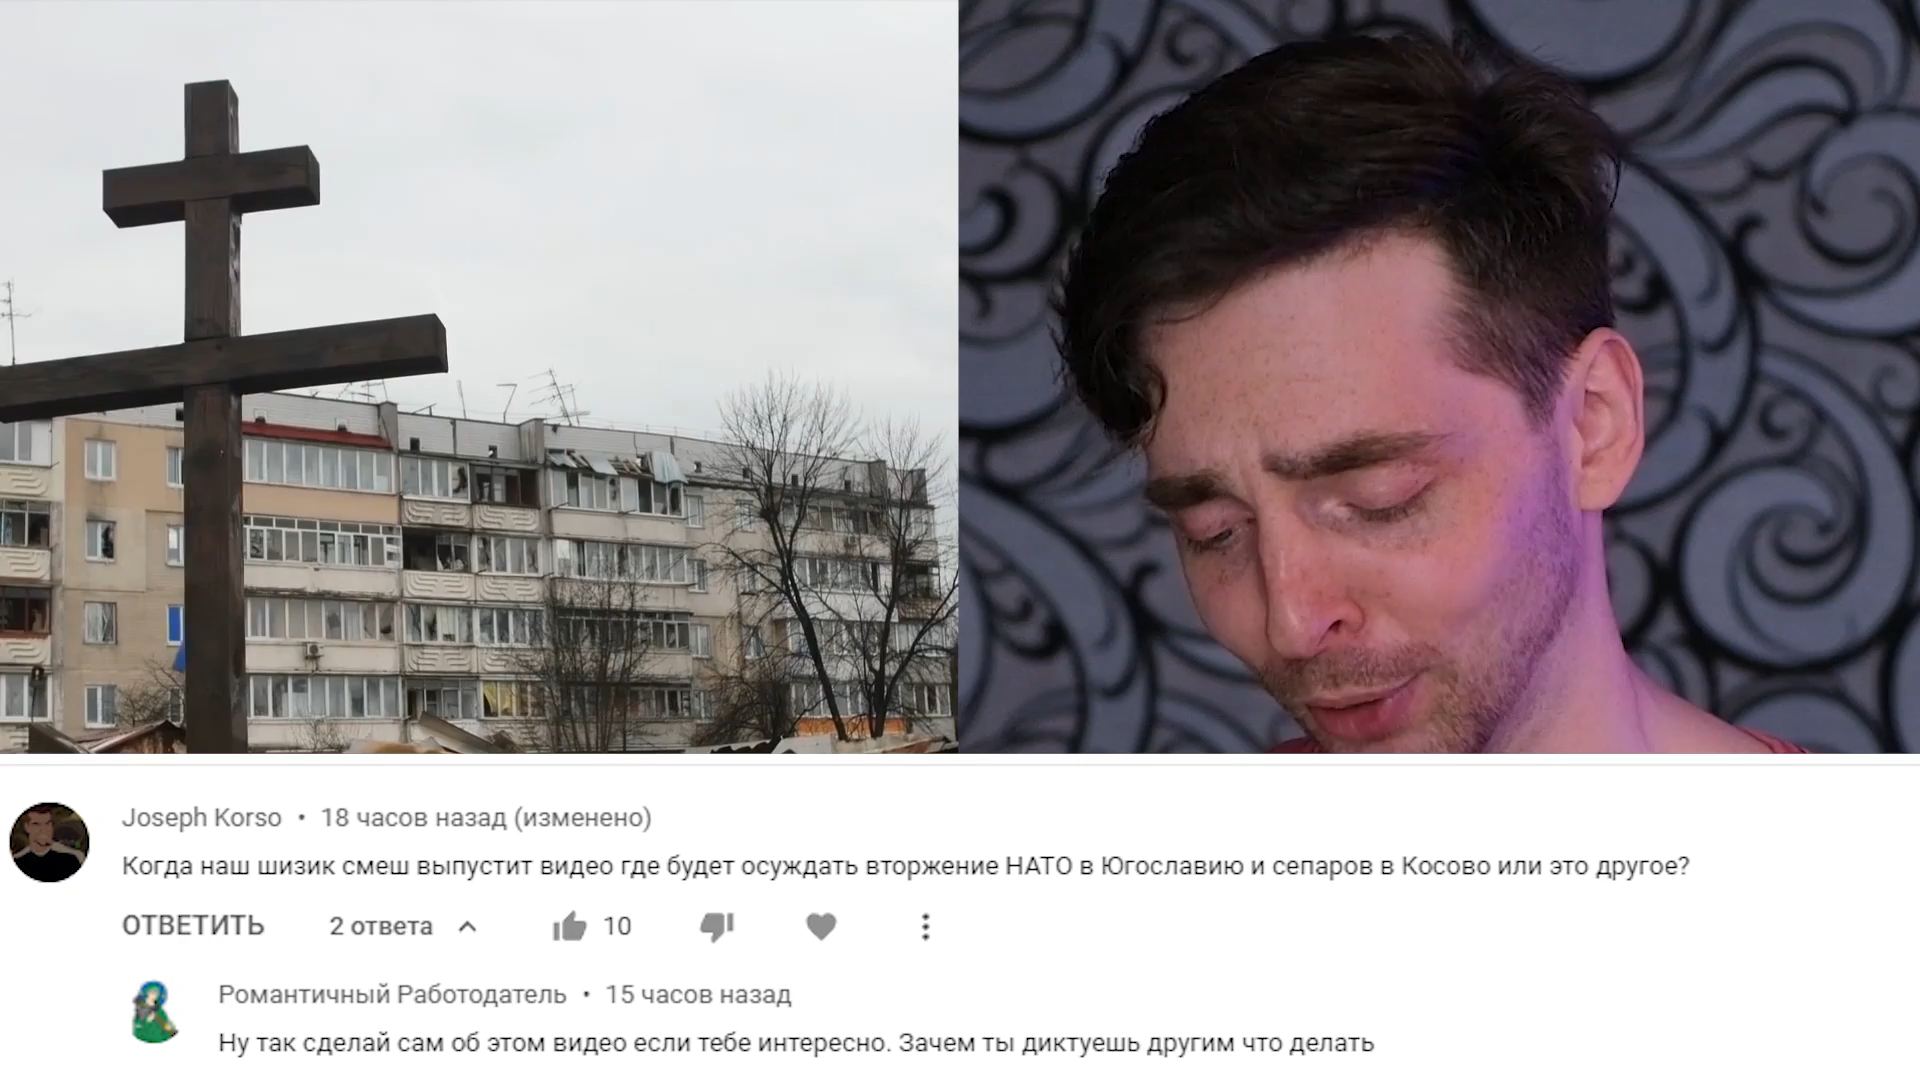 Joseph Korso • 18 часов назад (изменено)
Когда наш шизик смеш выпустит видео где будет осуждать вторжение НАТО в Югославию и сепаров в Косово или это другое?
ОТВЕТИТЬ 2 ответа 10
Романтичный Работодатель • 15 часов назад
Ну так сделай сам об этом видео если тебе интересно. Зачем ты диктуешь другим что делать